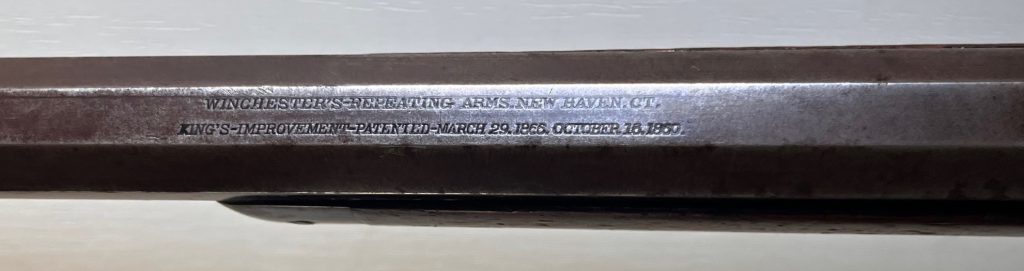 WINCHESTER'S-REPEATING ARMS. NEW HAVEN. CT.
KING'S-IMPROVEMENT-PATENTED-MARCH 29. 1866. OCTOBER 16. 1860.